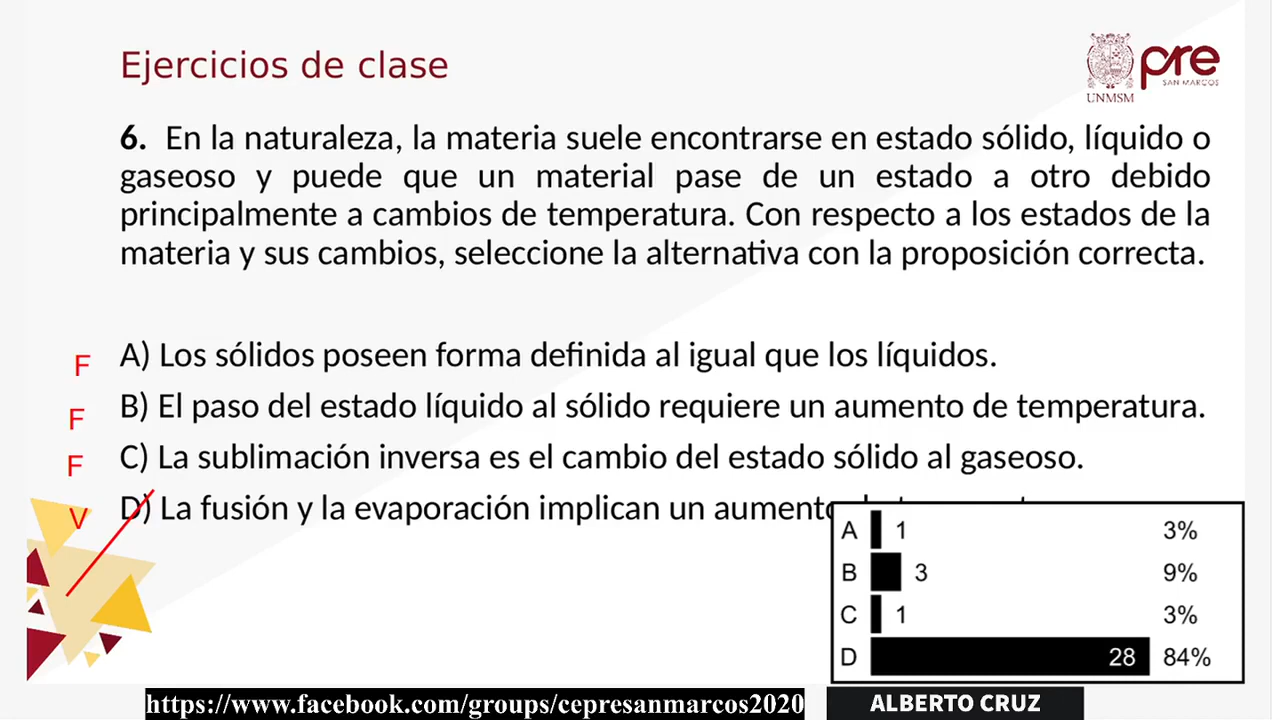 Ejercicios de clase
pre
SAN MARCOS
UNMSM
6. En la naturaleza, la materia suele encontrarse en estado sólido, líquido o
gaseoso y puede que un material pase de un estado a otro debido
principalmente a cambios de temperatura. Con respecto a los estados de la
materia y sus cambios, seleccione la alternativa con la proposición correcta.
F A) Los sólidos poseen forma definida al igual que los líquidos.
F B) El paso del estado líquido al sólido requiere un aumento de temperatura.
F C) La sublimación inversa es el cambio del estado sólido al gaseoso.
V D) La fusión y la evaporación implican un aumento
A 1 3%
B 3 9%
C 1 3%
D 28 84%
https://www.facebook.com/groups/cepresanmarcos2020
ALBERTO CRUZ